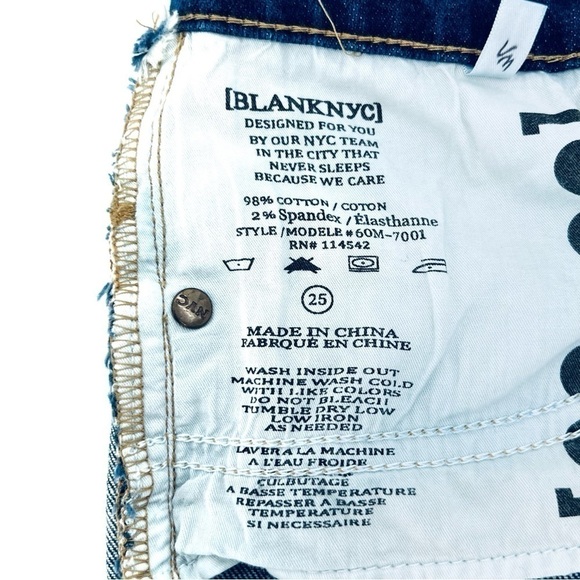 [BLANKNYC]
DESIGNED FOR YOU
BY OUR NYC TEAM
IN THE CITY THAT
NEVER SLEEPS
BECAUSE WE CARE
98% COTTON / COTON
2% Spandex / Élasthanne
STYLE / MODELE #60M-7001
RN# 114542
25
MADE IN CHINA
FABRIQUÉ EN CHINE
WASH INSIDE OUT
MACHINE WASH COLD
WITH LIKE COLORS
DO NOT BLEACH
TUMBLE DRY LOW
LOW IRON
AS NEEDED
LAVER A LA MACHINE
A L'EAU FROIDE
CULBUTAGE
A BASSE TEMPERATURE
REPASSER A BASSE
TEMPERATURE
SI NECESSAIRE
NYC